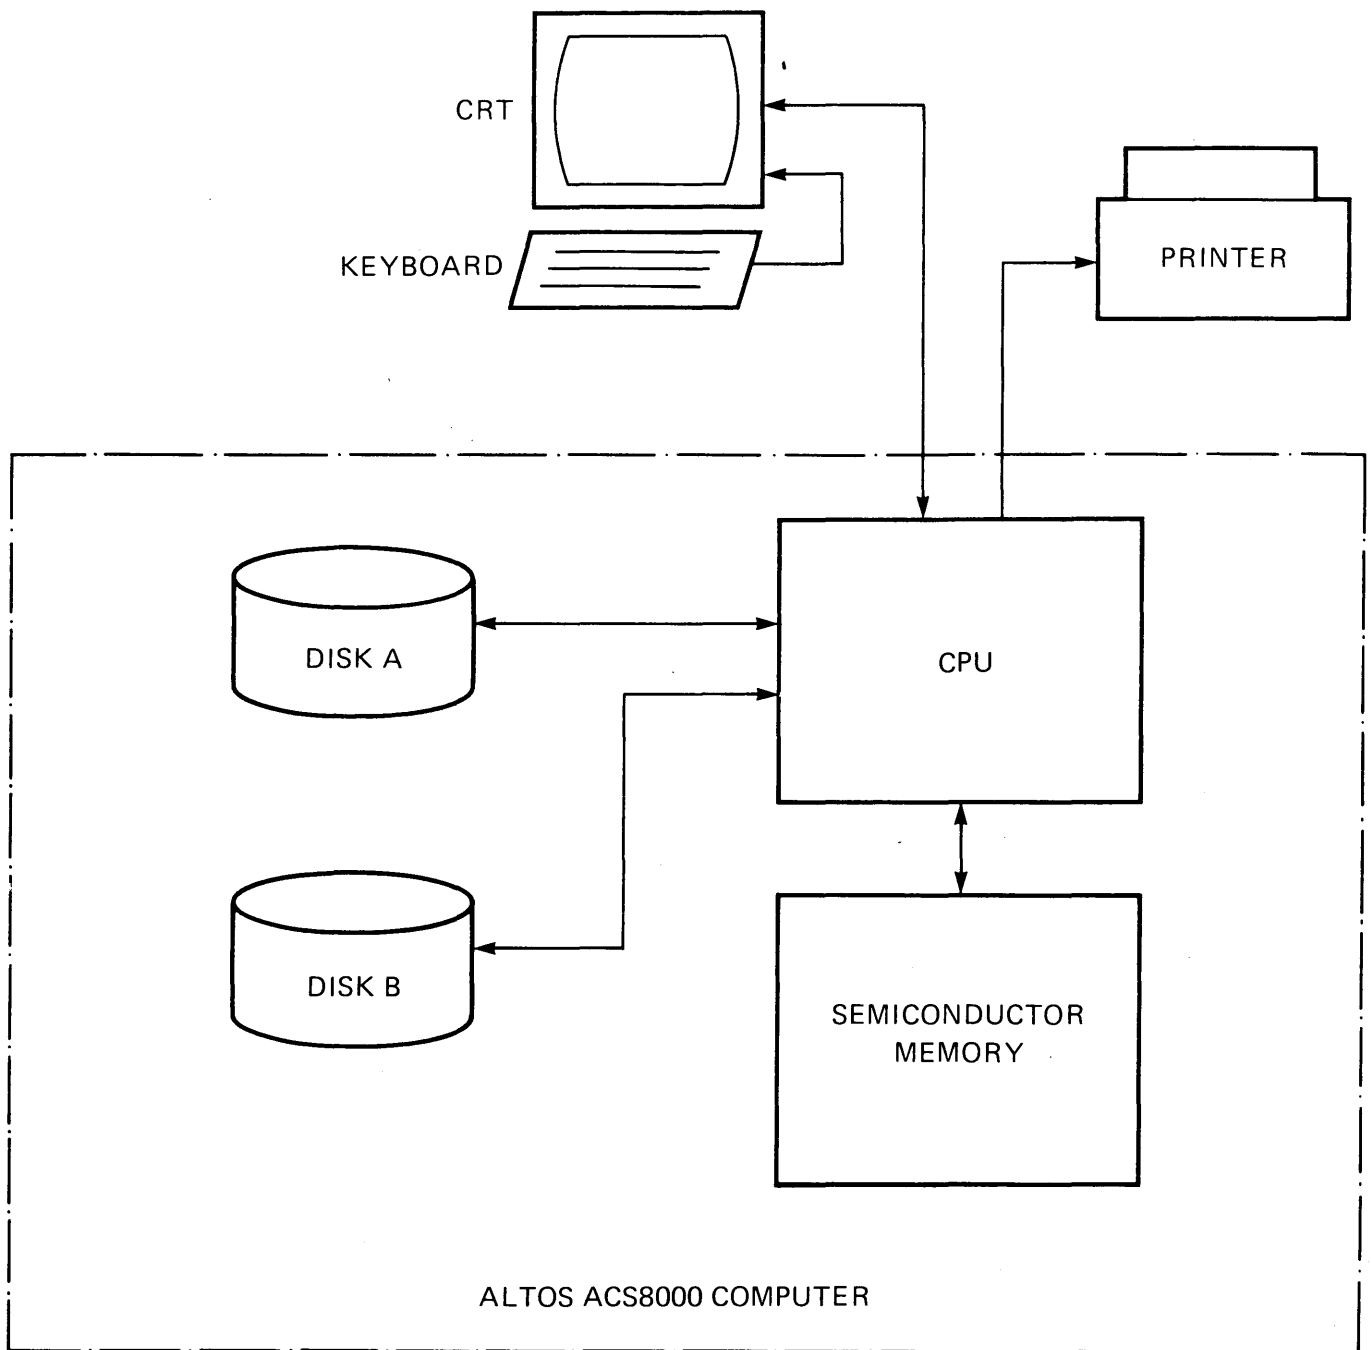 CRT
KEYBOARD
PRINTER
DISK A
CPU
DISK B
SEMICONDUCTOR
MEMORY
ALTOS ACS8000 COMPUTER